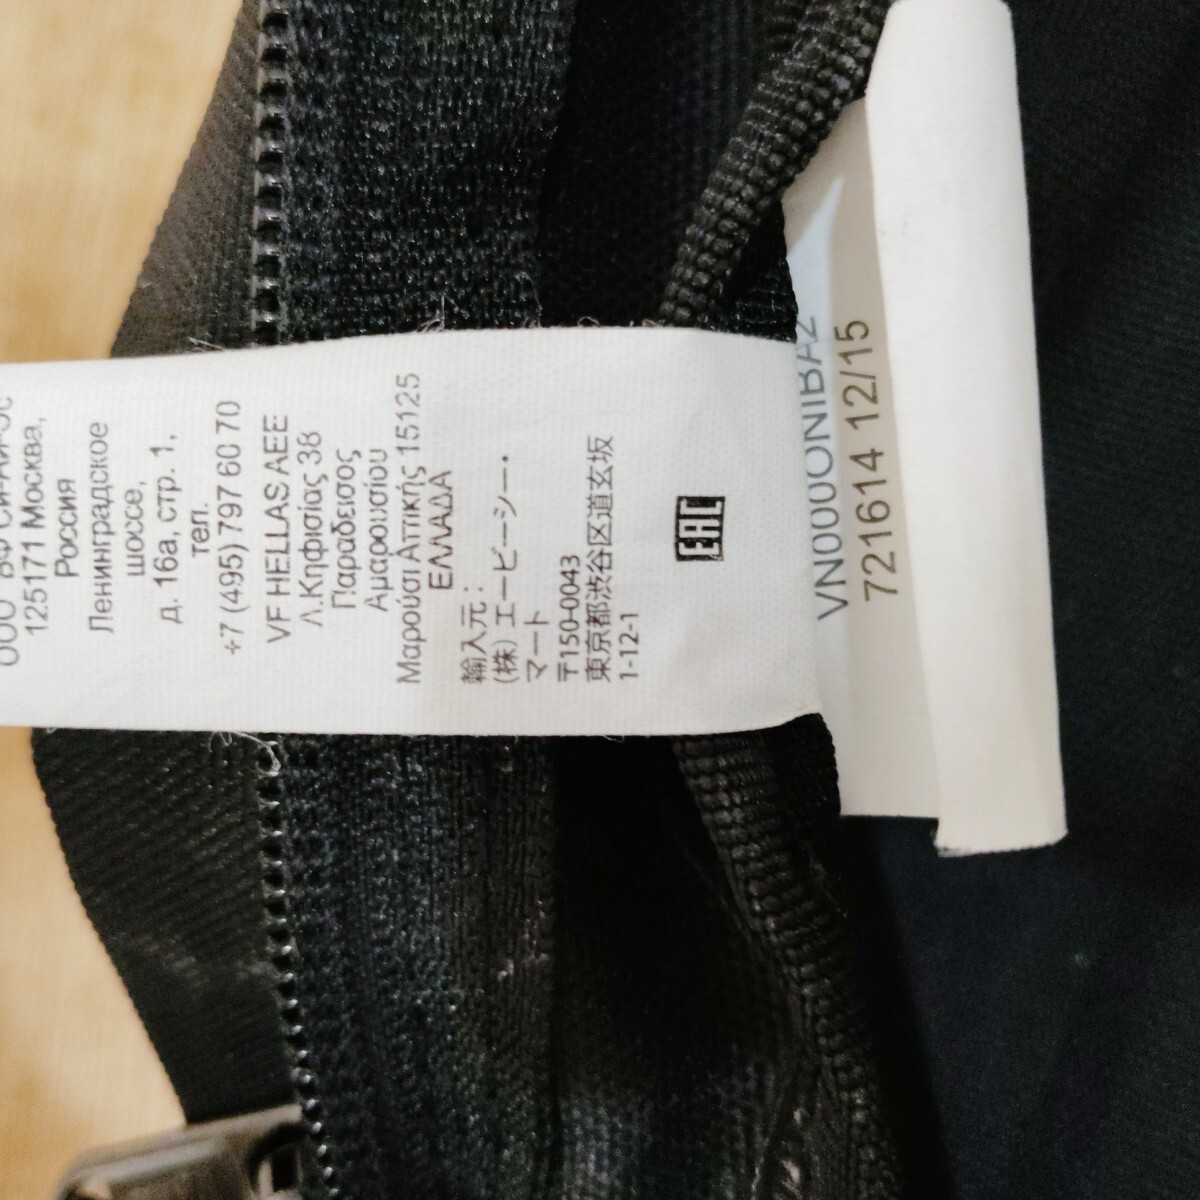 125171 Москва,
Россия
Ленинградское
шоссе,
д. 16а, стр. 1,
тел.
+7 (495) 797 60 70
VF HELLAS AEE
Λ.Κηφισίας 38
Παραδεισος
Αμαρουσίου
Μαρούσι Αττικής 15125
ΕΛΛΑΔΑ
輸入元：
(株) エービーシー・
マート
〒150-0043
東京都渋谷区道玄坂
1-12-1
EAC
VN000ONIBA2
721614 12/15